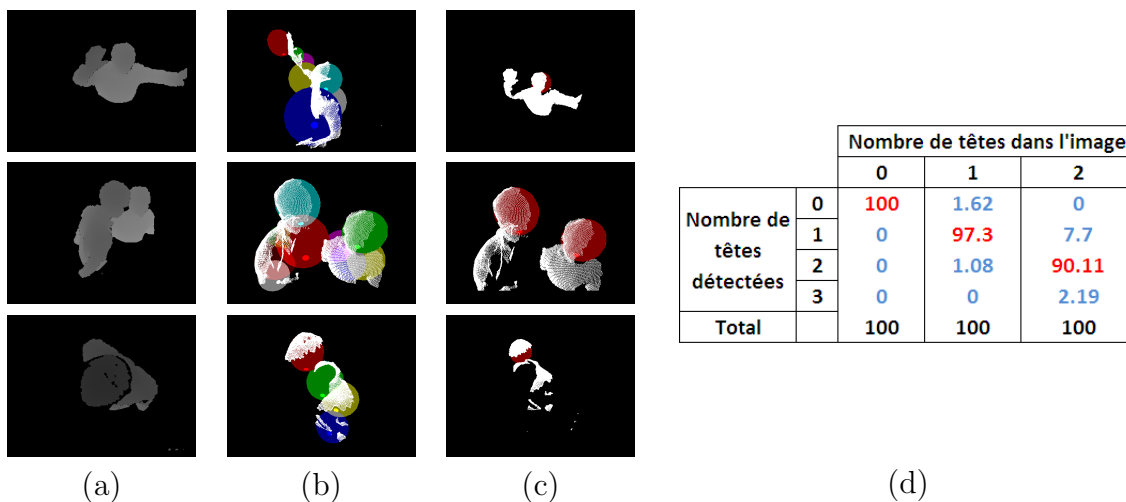 Nombre de têtes dans l'image
0 1 2
Nombre de têtes détectées
0 100 1.62 0
1 0 97.3 7.7
2 0 1.08 90.11
3 0 0 2.19
Total 100 100 100
(a) (b) (c) (d)